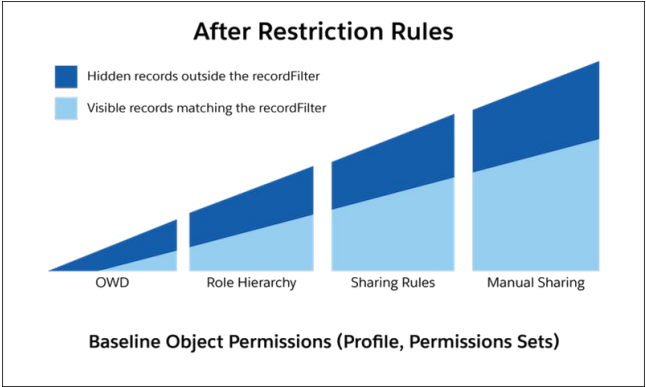 After Restriction Rules
Hidden records outside the recordFilter
Visible records matching the recordFilter
OWD
Role Hierarchy
Sharing Rules
Manual Sharing
Baseline Object Permissions (Profile, Permissions Sets)